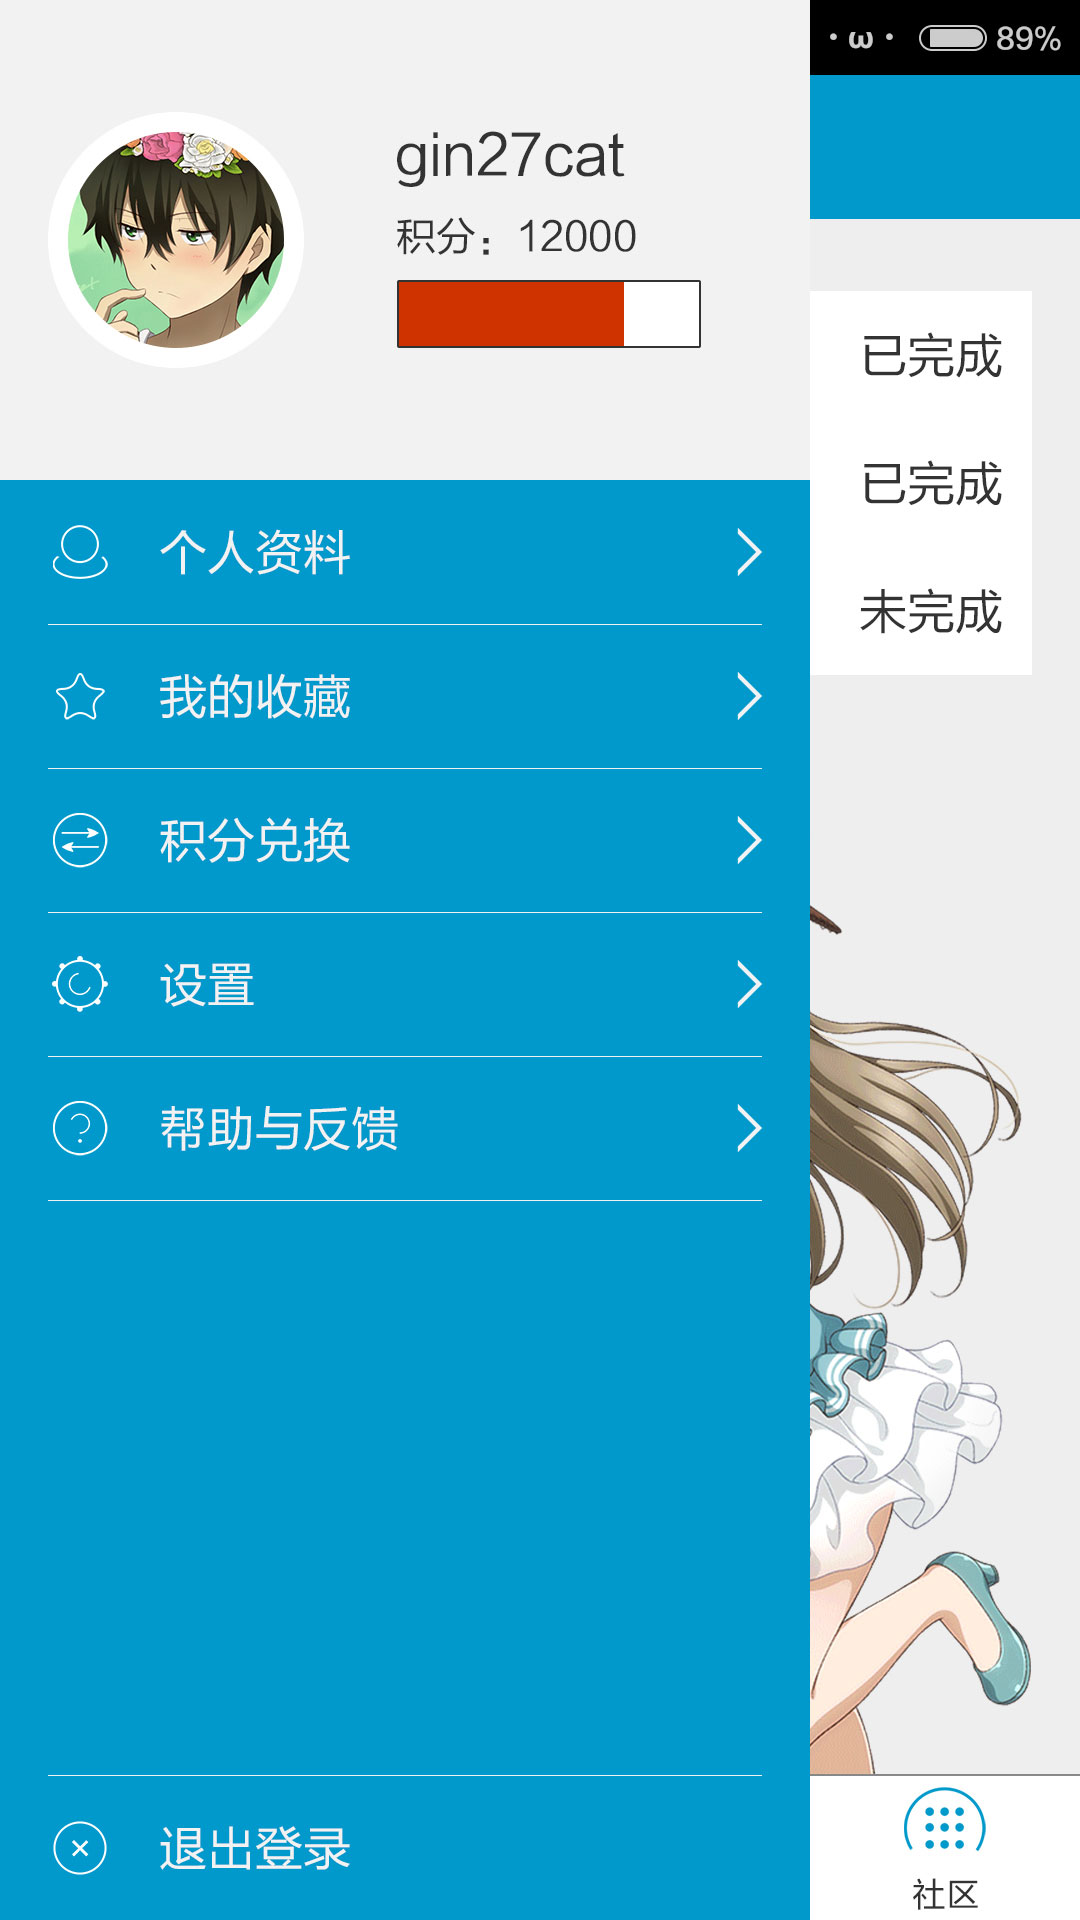 ·ω· 89%
gin27cat
积分：12000
已完成
已完成
未完成
个人资料
我的收藏
积分兑换
设置
帮助与反馈
退出登录
社区